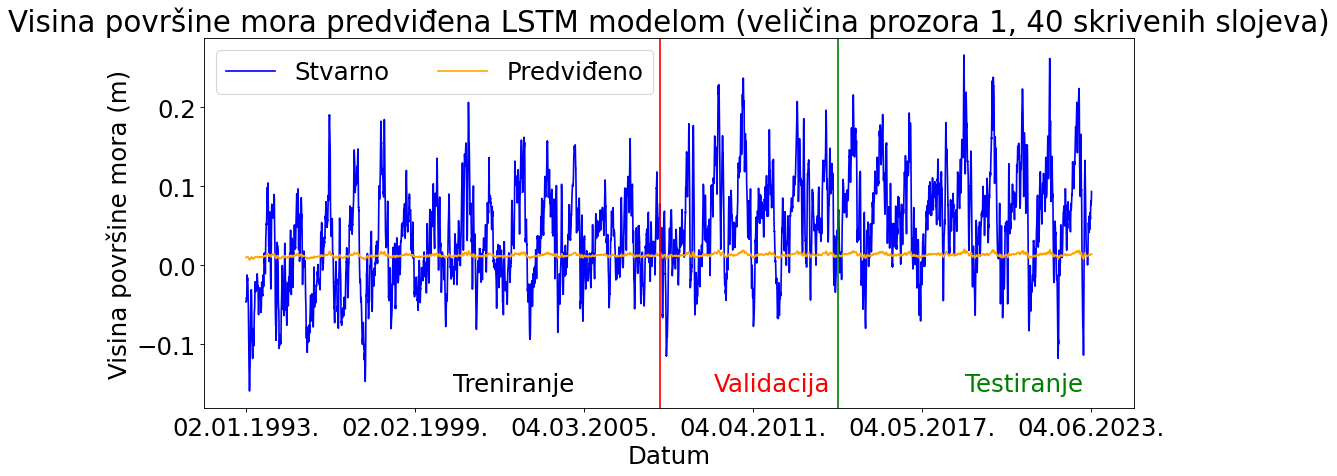 Visina površine mora predviđena LSTM modelom (veličina prozora 1, 40 skrivenih slojeva)
Stvarno
Predviđeno
Visina površine mora (m)
0.2
0.1
0.0
−0.1
Treniranje
Validacija
Testiranje
02.01.1993.
02.02.1999.
04.03.2005.
04.04.2011.
04.05.2017.
04.06.2023.
Datum